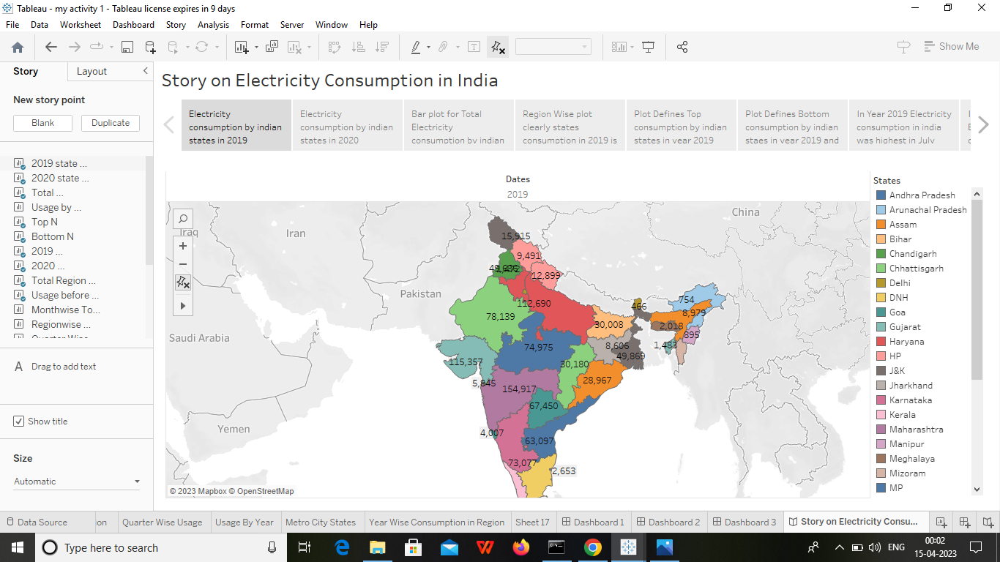 Tableau - my activity 1 - Tableau license expires in 9 days
File Data Worksheet Dashboard Story Analysis Format Server Window Help
Show Me
Story Layout
New story point
Blank Duplicate
2019 state ...
2020 state ...
Total ...
Usage by ...
Top N
Bottom N
2019 ...
2020 ...
Total Region ...
Usage before ...
Monthwise To...
Regionwise ...
Quarter Wise
A Drag to add text
Show title
Size
Automatic
Story on Electricity Consumption in India
Electricity
consumption by indian
states in 2019
Electricity
consumption by indian
states in 2020
Bar plot for Total
Electricity
consumption by indian
Region Wise plot
clearly states
consumption in 2019 is
Plot Defines Top
consumption by indian
states in year 2019
Plot Defines Bottom
consumption by indian
staes in year 2019 and
In Year 2019 Electricity
consumption in india
was highest in July
Dates
2019
China
Iraq
Iran
Pakistan
Saudi Arabia
Yemen
15,915
9,491
12,899
112,690
78,139
466
754
8,979
30,008
2,018
895
1,483
74,975
8,606
49,869
115,357
30,180
5,845
154,917
28,967
67,450
4,007
63,097
73,077
2,653
© 2023 Mapbox © OpenStreetMap
States
Andhra Pradesh
Arunachal Pradesh
Assam
Bihar
Chandigarh
Chhattisgarh
Delhi
DNH
Goa
Gujarat
Haryana
HP
J&K
Jharkhand
Karnataka
Kerala
Maharashtra
Manipur
Meghalaya
Mizoram
MP
Data Source on Quarter Wise Usage Usage By Year Metro City States Year Wise Consumption in Region Sheet 17 Dashboard 1 Dashboard 2 Dashboard 3 Story on Electricity Consu...
Type here to search
ENG
00:02
15-04-2023